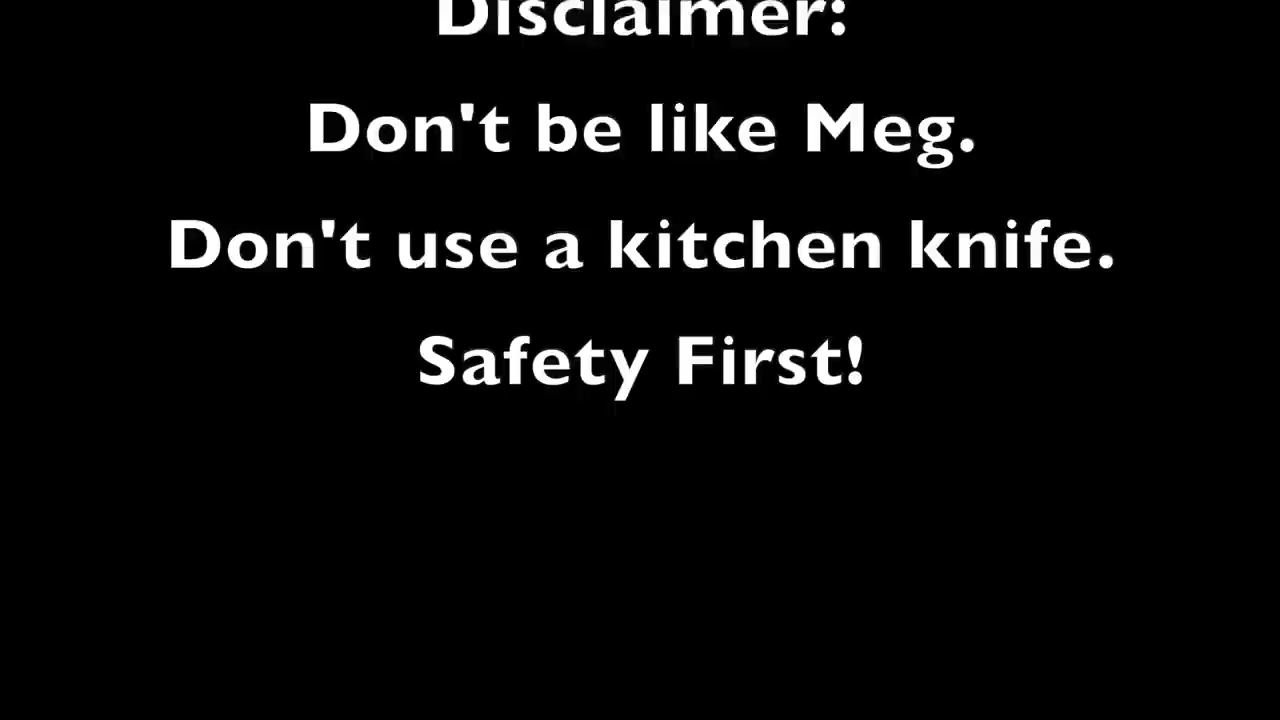 Disclaimer:
Don't be like Meg.
Don't use a kitchen knife.
Safety First!